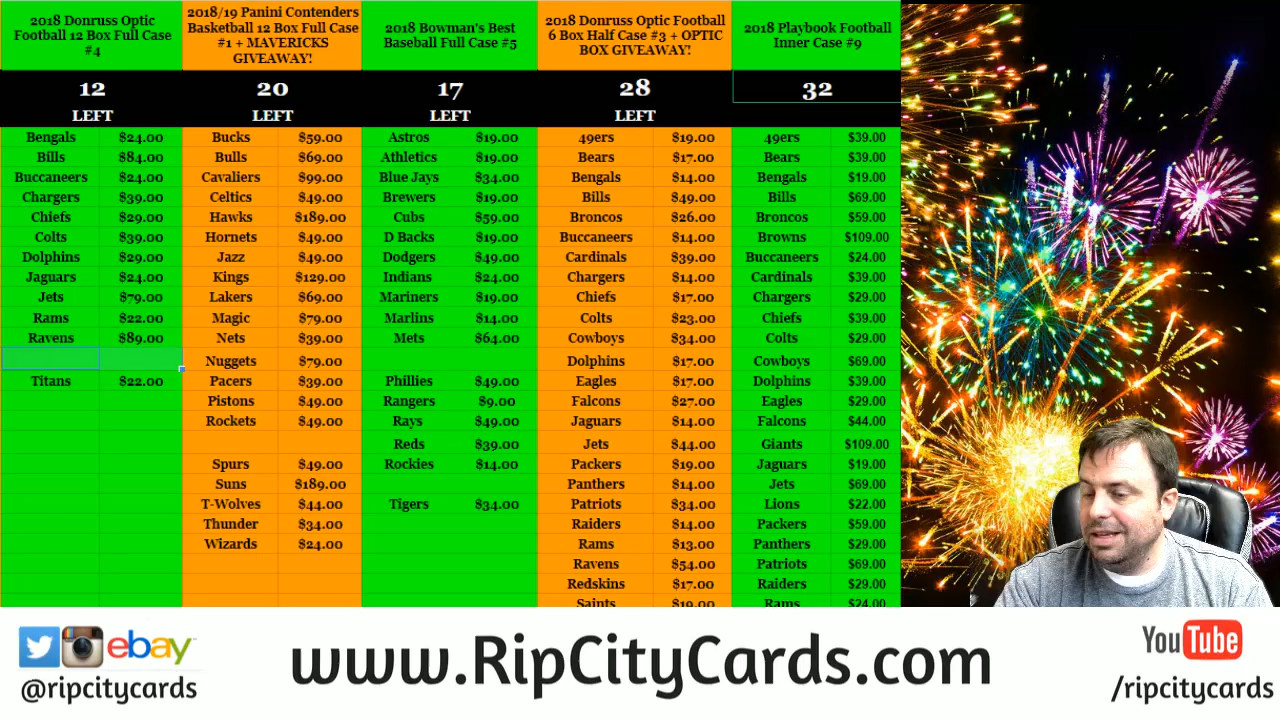 2018 Donruss Optic
Football 12 Box Full Case
#4
2018/19 Panini Contenders
Basketball 12 Box Full Case
#1 + MAVERICKS
GIVEAWAY!
2018 Bowman's Best
Baseball Full Case #5
2018 Donruss Optic Football
6 Box Half Case #3 + OPTIC
BOX GIVEAWAY!
2018 Playbook Football
Inner Case #9
12 20 17 28 32
LEFT LEFT LEFT LEFT
Bengals $24.00 Bucks $59.00 Astros $19.00 49ers $19.00 49ers $39.00
Bills $84.00 Bulls $69.00 Athletics $19.00 Bears $17.00 Bears $39.00
Buccaneers $24.00 Cavaliers $99.00 Blue Jays $34.00 Bengals $14.00 Bengals $19.00
Chargers $39.00 Celtics $49.00 Brewers $19.00 Bills $49.00 Bills $69.00
Chiefs $29.00 Hawks $189.00 Cubs $59.00 Broncos $26.00 Broncos $59.00
Colts $39.00 Hornets $49.00 D Backs $19.00 Buccaneers $14.00 Browns $109.00
Dolphins $29.00 Jazz $49.00 Dodgers $49.00 Cardinals $39.00 Buccaneers $24.00
Jaguars $24.00 Kings $129.00 Indians $24.00 Chargers $14.00 Cardinals $39.00
Jets $79.00 Lakers $69.00 Mariners $19.00 Chiefs $17.00 Chargers $29.00
Rams $22.00 Magic $79.00 Marlins $14.00 Colts $23.00 Chiefs $39.00
Ravens $89.00 Nets $39.00 Mets $64.00 Cowboys $34.00 Colts $29.00
Nuggets $79.00 Dolphins $17.00 Cowboys $69.00
Titans $22.00 Pacers $39.00 Phillies $49.00 Eagles $17.00 Dolphins $39.00
Pistons $49.00 Rangers $9.00 Falcons $27.00 Eagles $29.00
Rockets $49.00 Rays $49.00 Jaguars $14.00 Falcons $44.00
Reds $39.00 Jets $44.00 Giants $109.00
Spurs $49.00 Rockies $14.00 Packers $19.00 Jaguars $19.00
Suns $189.00 Panthers $14.00 Jets $69.00
T-Wolves $44.00 Tigers $34.00 Patriots $34.00 Lions $22.00
Thunder $34.00 Raiders $14.00 Packers $59.00
Wizards $24.00 Rams $13.00 Panthers $29.00
Ravens $54.00 Patriots $69.00
Redskins $17.00 Raiders $29.00
Saints $19.00 Rams $24.00
ebay
@ripcitycards
www.RipCityCards.com
YouTube
/ripcitycards